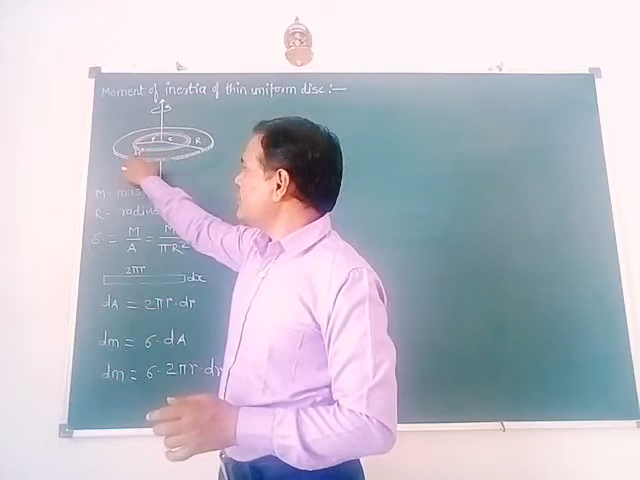 Moment of inertia of thin uniform disc :—
R
M - mas
R - radius
σ = M/A = M/πR²
2πr
dx
dA = 2πr · dr
dm = σ · dA
dm = σ · 2πr · dr